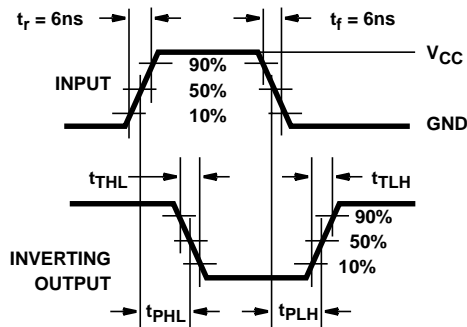 t_r = 6ns
t_f = 6ns
V_CC
90%
INPUT
50%
10%
GND
t_THL
t_TLH
90%
50%
INVERTING
10%
OUTPUT
t_PHL
t_PLH